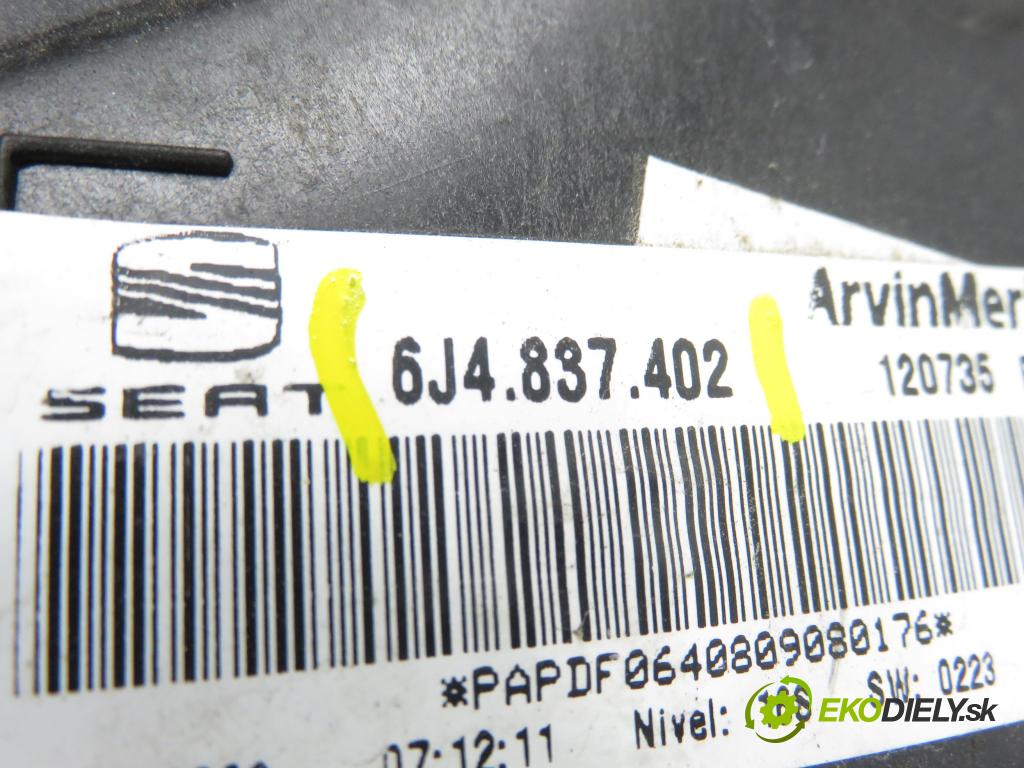 SEAT
6J4.837.402
ArvinMer
120735
*PAPDF0640809080176*
07:12:11 Nivel: SW: 0223
EKODIELY.sk